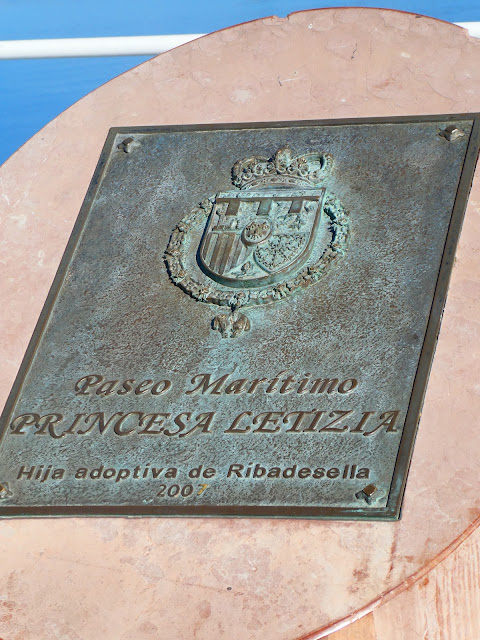 Paseo Marítimo
PRINCESA LETIZIA
Hija adoptiva de Ribadesella
2007